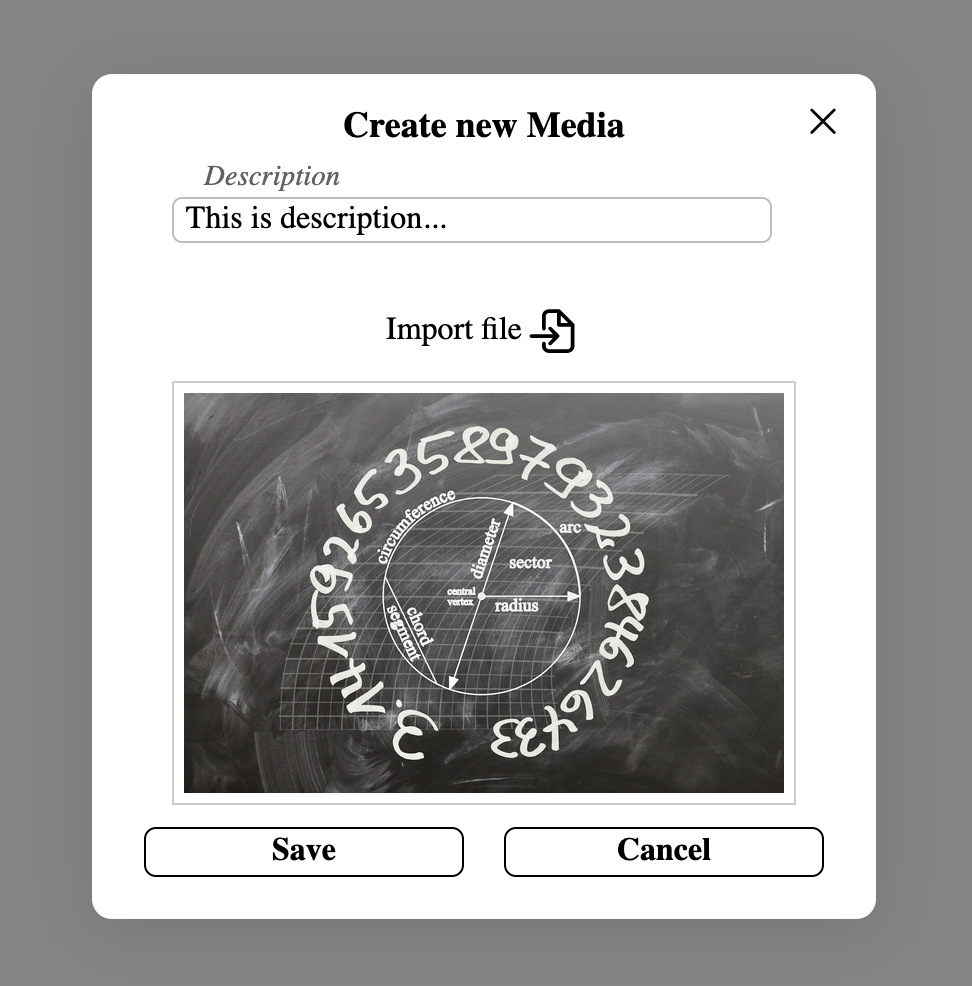 Create new Media
Description
This is description...
Import file
3.1415926535897932384626433
circumference
diameter
arc
sector
central
vertex
radius
chord
segment
Save
Cancel